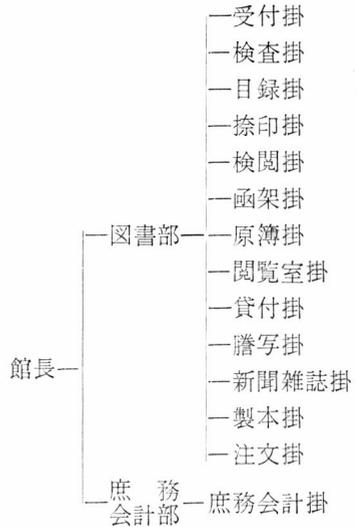 受付掛
検査掛
目録掛
捺印掛
検閲掛
函架掛
図書部
原簿掛
閲覧室掛
貸付掛
謄写掛
館長
新聞雑誌掛
製本掛
注文掛
庶務
会計部
庶務会計掛